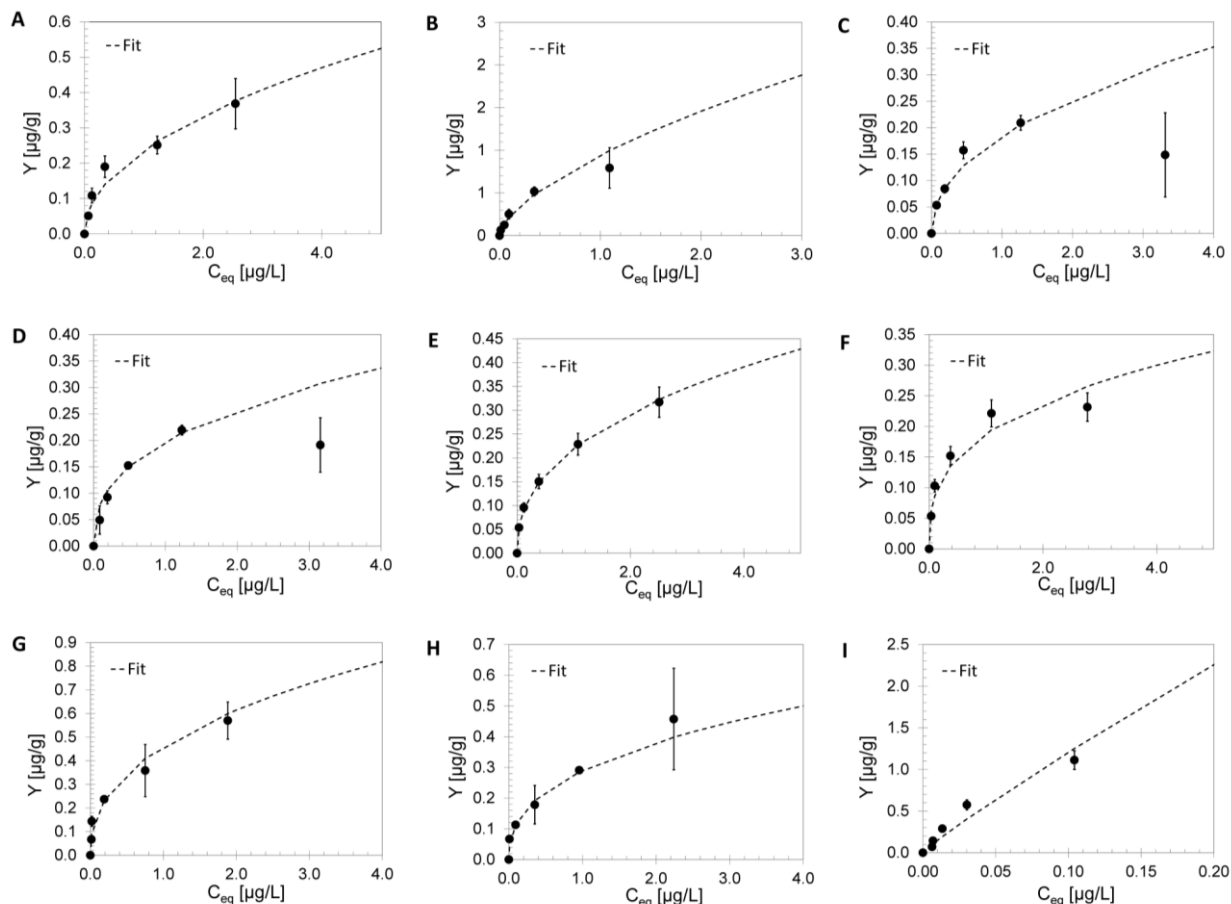 A
0.6
0.5
0.4
0.3
0.2
0.1
0.0
Y [µg/g]
--- Fit
0.0 2.0 4.0
Ceq [µg/L]
B
3
2
2
1
1
0
Y [µg/g]
--- Fit
0.0 1.0 2.0 3.0
Ceq [µg/L]
C
0.40
0.35
0.30
0.25
0.20
0.15
0.10
0.05
0.00
Y [µg/g]
--- Fit
0.0 1.0 2.0 3.0 4.0
Ceq [µg/L]
D
0.40
0.35
0.30
0.25
0.20
0.15
0.10
0.05
0.00
Y [µg/g]
--- Fit
0.0 1.0 2.0 3.0 4.0
Ceq [µg/L]
E
0.45
0.40
0.35
0.30
0.25
0.20
0.15
0.10
0.05
0.00
Y [µg/g]
--- Fit
0.0 2.0 4.0
Ceq [µg/L]
F
0.35
0.30
0.25
0.20
0.15
0.10
0.05
0.00
Y [µg/g]
--- Fit
0.0 2.0 4.0
Ceq [µg/L]
G
0.9
0.8
0.7
0.6
0.5
0.4
0.3
0.2
0.1
0.0
Y [µg/g]
--- Fit
0.0 1.0 2.0 3.0 4.0
Ceq [µg/L]
H
0.7
0.6
0.5
0.4
0.3
0.2
0.1
0.0
Y [µg/g]
--- Fit
0.0 1.0 2.0 3.0 4.0
Ceq [µg/L]
I
2.5
2.0
1.5
1.0
0.5
0.0
Y [µg/g]
--- Fit
0.00 0.05 0.10 0.15 0.20
Ceq [µg/L]